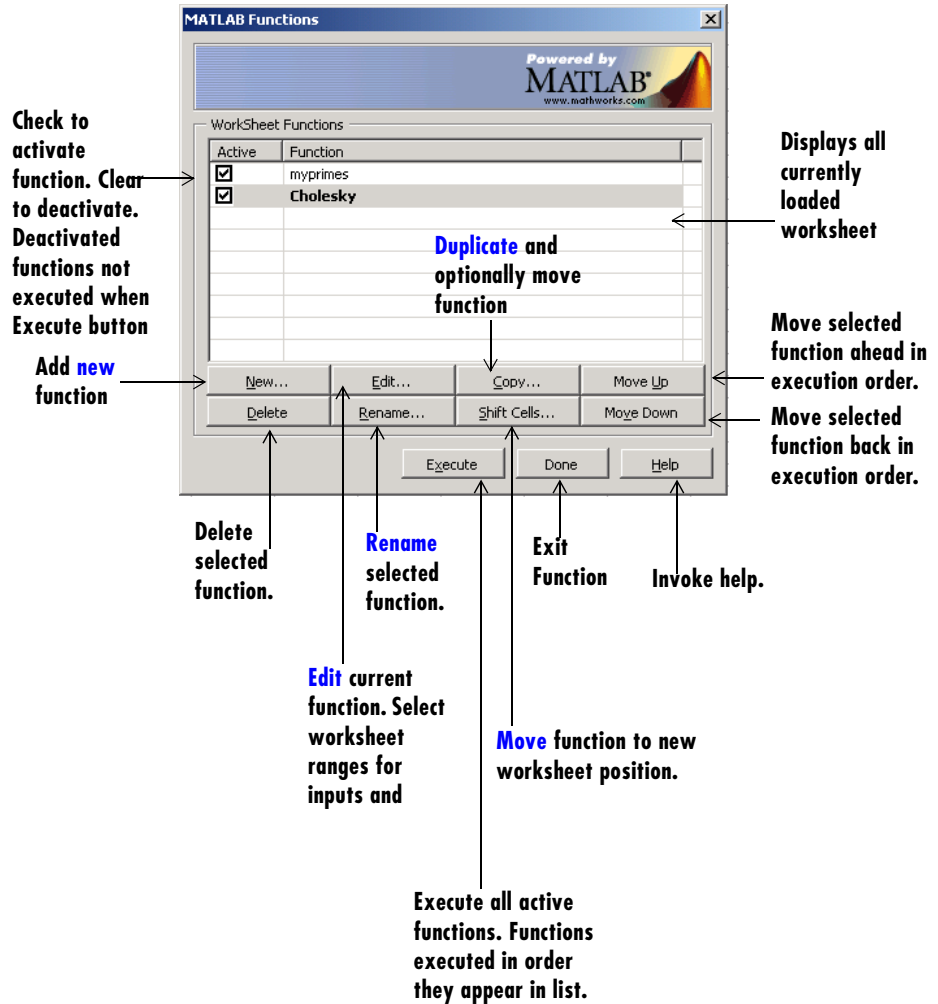 MATLAB Functions
Powered by
MATLAB®
www.mathworks.com
WorkSheet Functions
Active Function
myprimes
Cholesky
New... Edit... Copy... Move Up
Delete Rename... Shift Cells... Move Down
Execute Done Help
Check to
activate
function. Clear
to deactivate.
Deactivated
functions not
executed when
Execute button
Add new
function
Displays all
currently
loaded
worksheet
Duplicate and
optionally move
function
Move selected
function ahead in
execution order.
Move selected
function back in
execution order.
Delete
selected
function.
Rename
selected
function.
Exit
Function
Invoke help.
Edit current
function. Select
worksheet
ranges for
inputs and
Move function to new
worksheet position.
Execute all active
functions. Functions
executed in order
they appear in list.